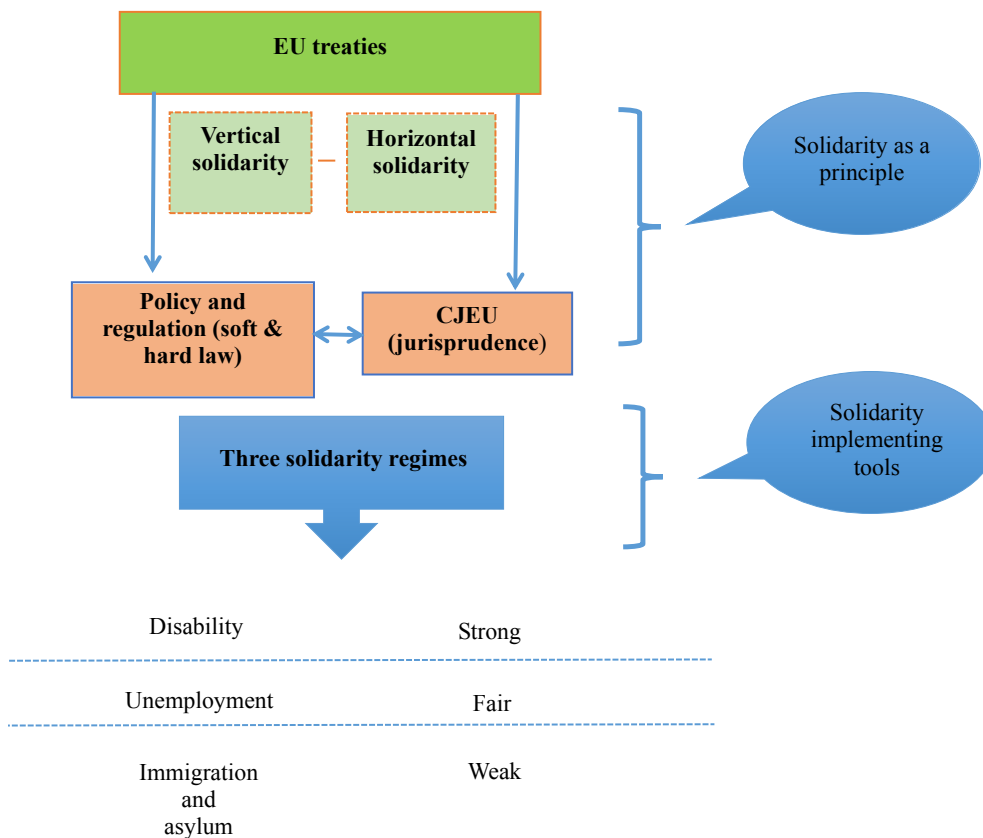 EU treaties
Vertical
solidarity
Horizontal
solidarity
Solidarity as a
principle
Policy and
regulation (soft &
hard law)
CJEU
(jurisprudence)
Three solidarity regimes
Solidarity
implementing
tools
Disability
Strong
Unemployment
Fair
Immigration
and
asylum
Weak